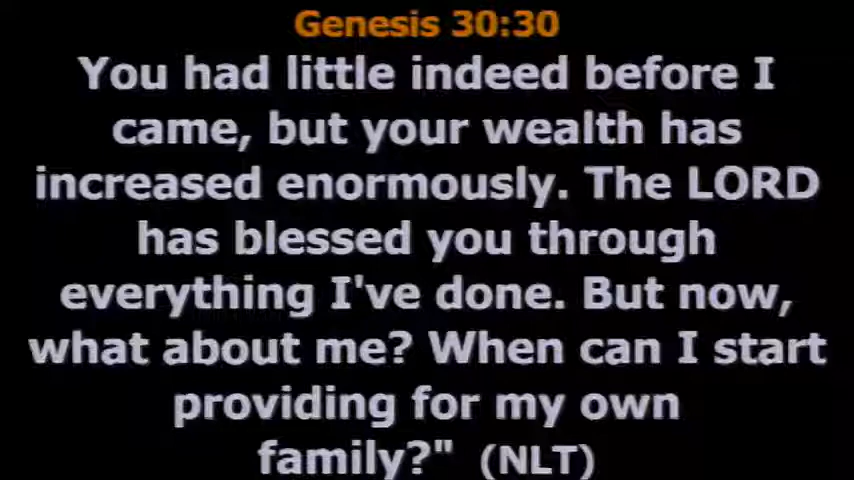 Genesis 30:30
You had little indeed before I
came, but your wealth has
increased enormously. The LORD
has blessed you through
everything I've done. But now,
what about me? When can I start
providing for my own
family?" (NLT)